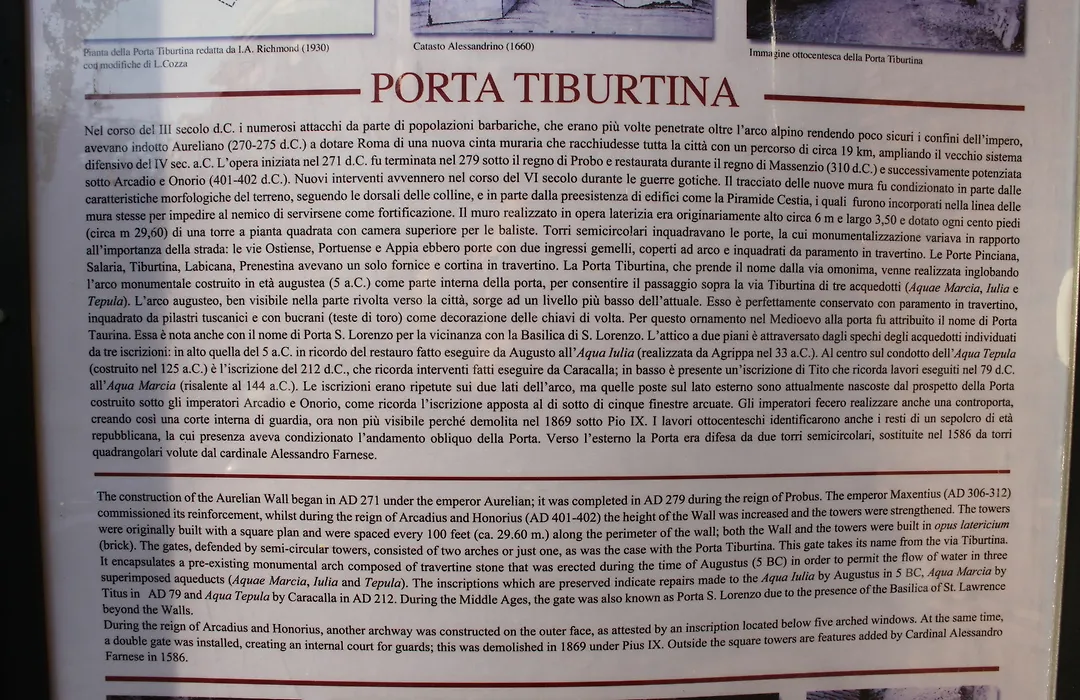 Pianta della Porta Tiburtina redatta da I.A. Richmond (1930)
con modifiche di L.Cozza
Catasto Alessandrino (1660)
Immagine ottocentesca della Porta Tiburtina
PORTA TIBURTINA
Nel corso del III secolo d.C. i numerosi attacchi da parte di popolazioni barbariche, che erano più volte penetrate oltre l'arco alpino rendendo poco sicuri i confini dell'impero,
avevano indotto Aureliano (270-275 d.C.) a dotare Roma di una nuova cinta muraria che racchiudesse tutta la città con un percorso di circa 19 km, ampliando il vecchio sistema
difensivo del IV sec. a.C. L'opera iniziata nel 271 d.C. fu terminata nel 279 sotto il regno di Probo e restaurata durante il regno di Massenzio (310 d.C.) e successivamente potenziata
sotto Arcadio e Onorio (401-402 d.C.). Nuovi interventi avvennero nel corso del VI secolo durante le guerre gotiche. Il tracciato delle nuove mura fu condizionato in parte dalle
caratteristiche morfologiche del terreno, seguendo le dorsali delle colline, e in parte dalla preesistenza di edifici come la Piramide Cestia, i quali furono incorporati nella linea delle
mura stesse per impedire al nemico di servirsene come fortificazione. Il muro realizzato in opera laterizia era originariamente alto circa 6 m e largo 3,50 e dotato ogni cento piedi
(circa m 29,60) di una torre a pianta quadrata con camera superiore per le baliste. Torri semicircolari inquadravano le porte, la cui monumentalizzazione variava in rapporto
all'importanza della strada: le vie Ostiense, Portuense e Appia ebbero porte con due ingressi gemelli, coperti ad arco e inquadrati da paramento in travertino. Le Porte Pinciana,
Salaria, Tiburtina, Labicana, Prenestina avevano un solo fornice e cortina in travertino. La Porta Tiburtina, che prende il nome dalla via omonima, venne realizzata inglobando
l'arco monumentale costruito in età augustea (5 a.C.) come parte interna della porta, per consentire il passaggio sopra la via Tiburtina di tre acquedotti (Aquae Marcia, Iulia e
Tepula). L'arco augusteo, ben visibile nella parte rivolta verso la città, sorge ad un livello più basso dell'attuale. Esso è perfettamente conservato con paramento in travertino,
inquadrato da pilastri tuscanici e con bucrani (teste di toro) come decorazione delle chiavi di volta. Per questo ornamento nel Medioevo alla porta fu attribuito il nome di Porta
Taurina. Essa è nota anche con il nome di Porta S. Lorenzo per la vicinanza con la Basilica di S. Lorenzo. L'attico a due piani è attraversato dagli spechi degli acquedotti individuati
da tre iscrizioni: in alto quella del 5 a.C. in ricordo del restauro fatto eseguire da Augusto all'Aqua Iulia (realizzata da Agrippa nel 33 a.C.). Al centro sul condotto dell'Aqua Tepula
(costruito nel 125 a.C.) è l'iscrizione del 212 d.C., che ricorda interventi fatti eseguire da Caracalla; in basso è presente un'iscrizione di Tito che ricorda lavori eseguiti nel 79 d.C.
all'Aqua Marcia (risalente al 144 a.C.). Le iscrizioni erano ripetute sui due lati dell'arco, ma quelle poste sul lato esterno sono attualmente nascoste dal prospetto della Porta
costruito sotto gli imperatori Arcadio e Onorio, come ricorda l'iscrizione apposta al di sotto di cinque finestre arcuate. Gli imperatori fecero realizzare anche una controporta,
creando così una corte interna di guardia, ora non più visibile perché demolita nel 1869 sotto Pio IX. I lavori ottocenteschi identificarono anche i resti di un sepolcro di età
repubblicana, la cui presenza aveva condizionato l'andamento obliquo della Porta. Verso l'esterno la Porta era difesa da due torri semicircolari, sostituite nel 1586 da torri
quadrangolari volute dal cardinale Alessandro Farnese.
The construction of the Aurelian Wall began in AD 271 under the emperor Aurelian; it was completed in AD 279 during the reign of Probus. The emperor Maxentius (AD 306-312)
commissioned its reinforcement, whilst during the reign of Arcadius and Honorius (AD 401-402) the height of the Wall was increased and the towers were strengthened. The towers
were originally built with a square plan and were spaced every 100 feet (ca. 29.60 m.) along the perimeter of the wall; both the Wall and the towers were built in opus latericium
(brick). The gates, defended by semi-circular towers, consisted of two arches or just one, as was the case with the Porta Tiburtina. This gate takes its name from the via Tiburtina.
It encapsulates a pre-existing monumental arch composed of travertine stone that was erected during the time of Augustus (5 BC) in order to permit the flow of water in three
superimposed aqueducts (Aquae Marcia, Iulia and Tepula). The inscriptions which are preserved indicate repairs made to the Aqua Iulia by Augustus in 5 BC, Aqua Marcia by
Titus in AD 79 and Aqua Tepula by Caracalla in AD 212. During the Middle Ages, the gate was also known as Porta S. Lorenzo due to the presence of the Basilica of St. Lawrence
beyond the Walls.
During the reign of Arcadius and Honorius, another archway was constructed on the outer face, as attested by an inscription located below five arched windows. At the same time,
a double gate was installed, creating an internal court for guards; this was demolished in 1869 under Pius IX. Outside the square towers are features added by Cardinal Alessandro
Farnese in 1586.